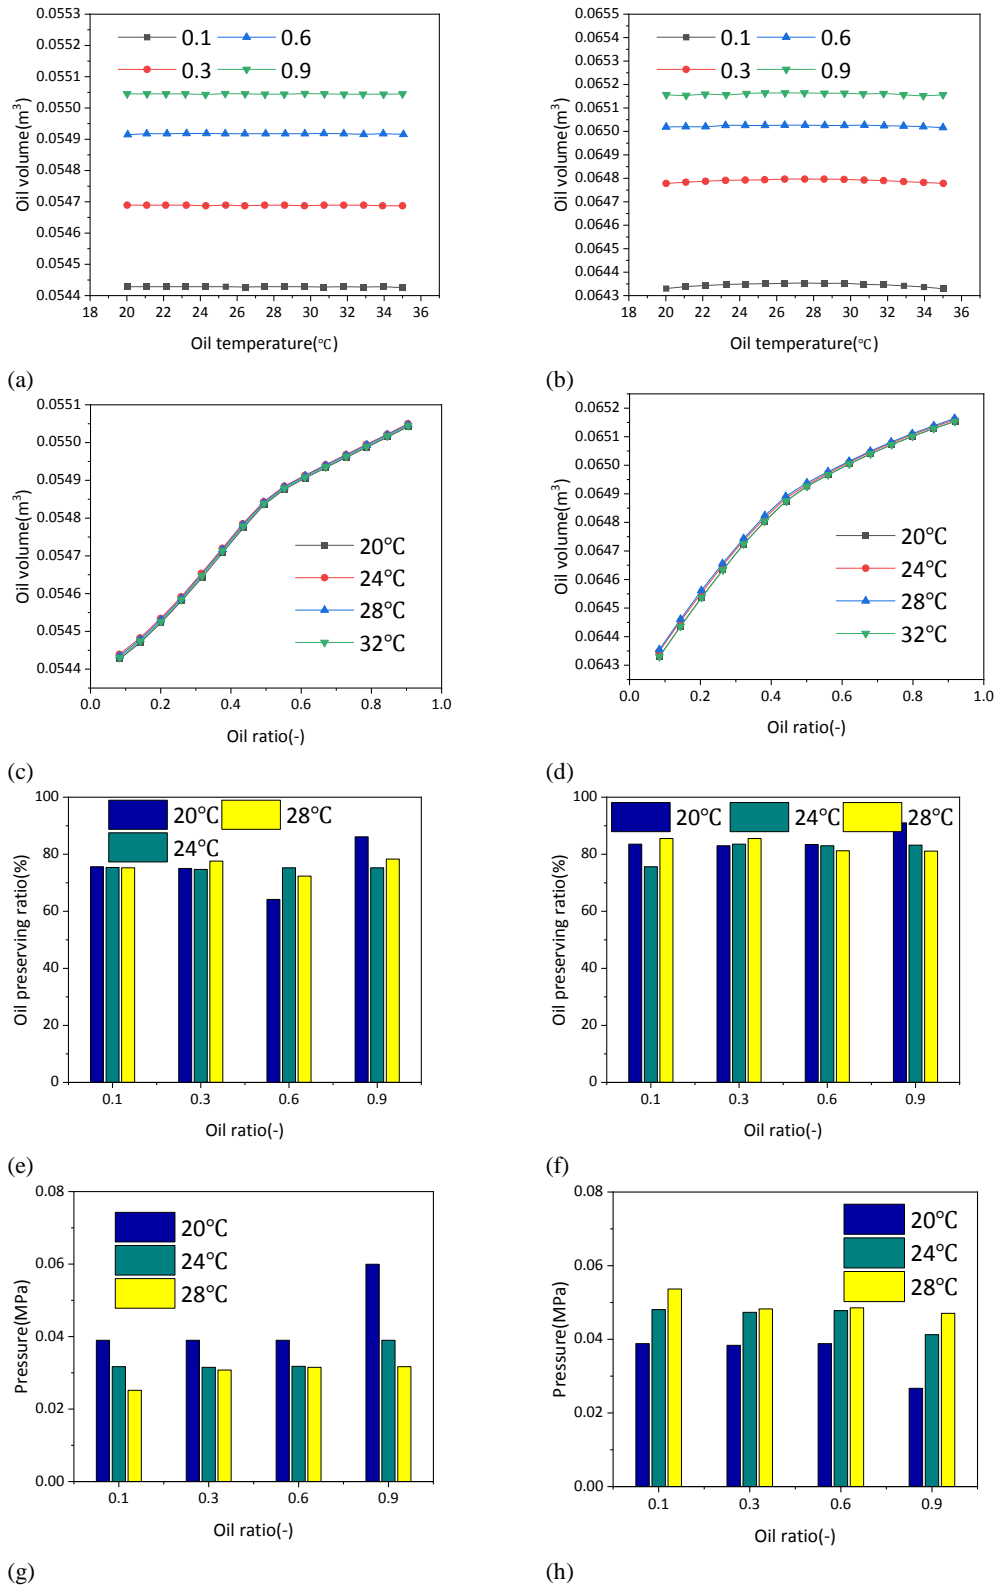 0.0553
0.0552
0.0551
0.0550
0.0549
0.0548
0.0547
0.0546
0.0545
0.0544
Oil volume(m³)
0.1
0.6
0.3
0.9
18 20 22 24 26 28 30 32 34 36
Oil temperature(℃)
(a)
0.0655
0.0654
0.0653
0.0652
0.0651
0.0650
0.0649
0.0648
0.0647
0.0646
0.0645
0.0644
0.0643
Oil volume(m³)
0.1
0.6
0.3
0.9
18 20 22 24 26 28 30 32 34 36
Oil temperature(℃)
(b)
0.0551
0.0550
0.0549
0.0548
0.0547
0.0546
0.0545
0.0544
Oil volume(m³)
20℃
24℃
28℃
32℃
0.0 0.2 0.4 0.6 0.8 1.0
Oil ratio(-)
(c)
0.0652
0.0651
0.0650
0.0649
0.0648
0.0647
0.0646
0.0645
0.0644
0.0643
Oil volume(m³)
20℃
24℃
28℃
32℃
0.0 0.2 0.4 0.6 0.8 1.0
Oil ratio(-)
(d)
100
80
60
40
20
0
Oil preserving ratio(%)
20℃
28℃
24℃
0.1 0.3 0.6 0.9
Oil ratio(-)
(e)
100
80
60
40
20
0
Oil preserving ratio(%)
20℃
24℃
28℃
0.1 0.3 0.6 0.9
Oil ratio(-)
(f)
0.08
0.06
0.04
0.02
0.00
Pressure(MPa)
20℃
24℃
28℃
0.1 0.3 0.6 0.9
Oil ratio(-)
(g)
0.08
0.06
0.04
0.02
0.00
Pressure(MPa)
20℃
24℃
28℃
0.1 0.3 0.6 0.9
Oil ratio(-)
(h)